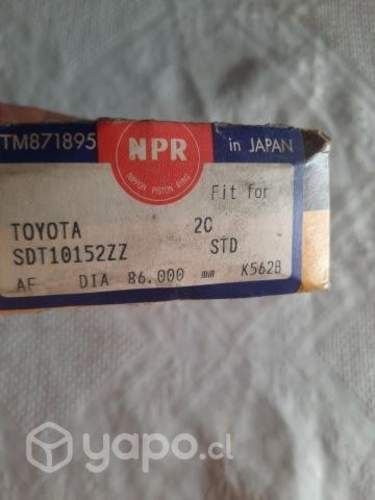 TM871895 NPR in JAPAN
NIPPON PISTON RING
Fit for
TOYOTA 2C
SDT10152ZZ STD
AF DIA 86.000 mm K562B
yapo.cl